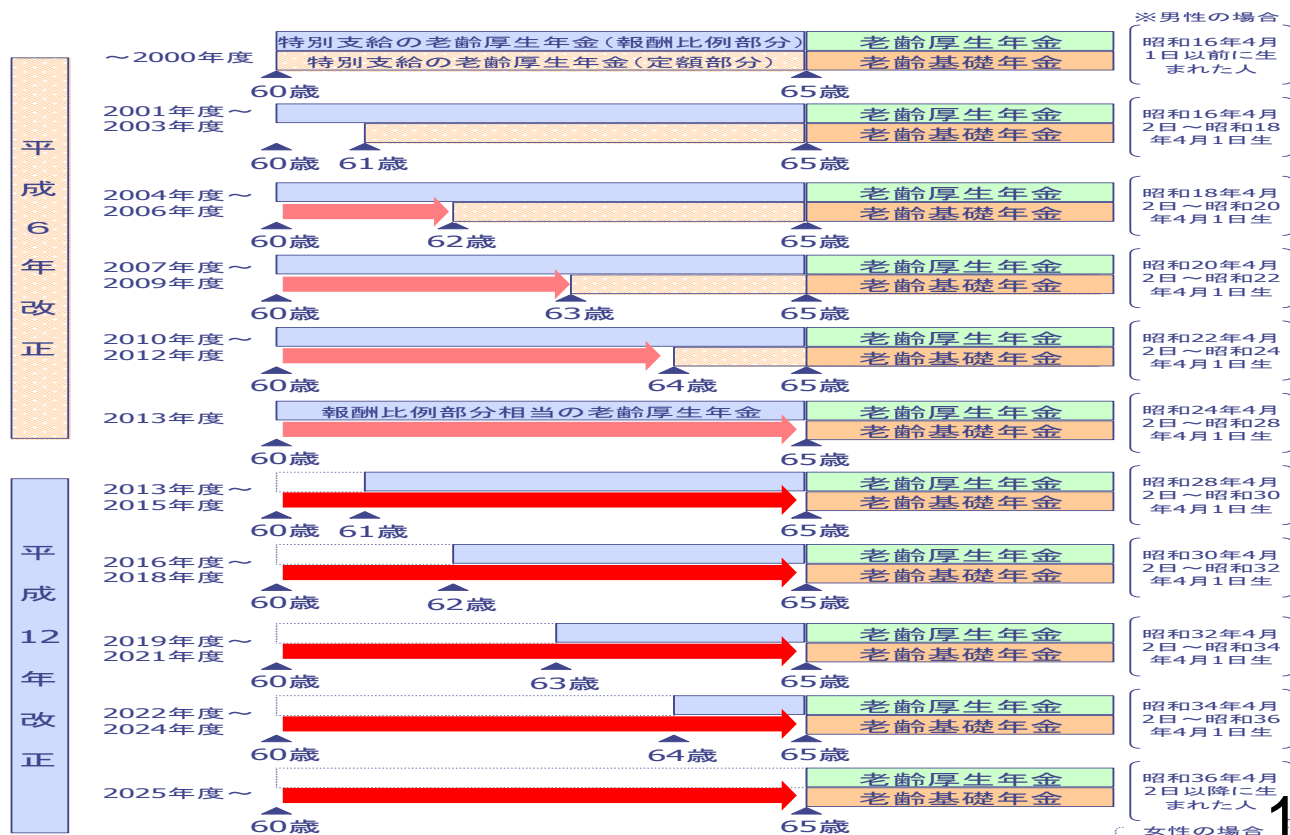 ※男性の場合
平成6年改正
～2000年度
特別支給の老齢厚生年金(報酬比例部分)
老齢厚生年金
特別支給の老齢厚生年金(定額部分)
老齢基礎年金
60歳
65歳
昭和16年4月
1日以前に生
まれた人
2001年度～
2003年度
老齢厚生年金
老齢基礎年金
60歳
61歳
65歳
昭和16年4月
2日～昭和18
年4月1日生
2004年度～
2006年度
老齢厚生年金
老齢基礎年金
60歳
62歳
65歳
昭和18年4月
2日～昭和20
年4月1日生
2007年度～
2009年度
老齢厚生年金
老齢基礎年金
60歳
63歳
65歳
昭和20年4月
2日～昭和22
年4月1日生
2010年度～
2012年度
老齢厚生年金
老齢基礎年金
60歳
64歳
65歳
昭和22年4月
2日～昭和24
年4月1日生
2013年度
報酬比例部分相当の老齢厚生年金
老齢厚生年金
老齢基礎年金
60歳
65歳
昭和24年4月
2日～昭和28
年4月1日生
平成12年改正
2013年度～
2015年度
老齢厚生年金
老齢基礎年金
60歳
61歳
65歳
昭和28年4月
2日～昭和30
年4月1日生
2016年度～
2018年度
老齢厚生年金
老齢基礎年金
60歳
62歳
65歳
昭和30年4月
2日～昭和32
年4月1日生
2019年度～
2021年度
老齢厚生年金
老齢基礎年金
60歳
63歳
65歳
昭和32年4月
2日～昭和34
年4月1日生
2022年度～
2024年度
老齢厚生年金
老齢基礎年金
60歳
64歳
65歳
昭和34年4月
2日～昭和36
年4月1日生
2025年度～
老齢厚生年金
老齢基礎年金
60歳
65歳
昭和36年4月
2日以降に生
まれた人
女性の場合
1